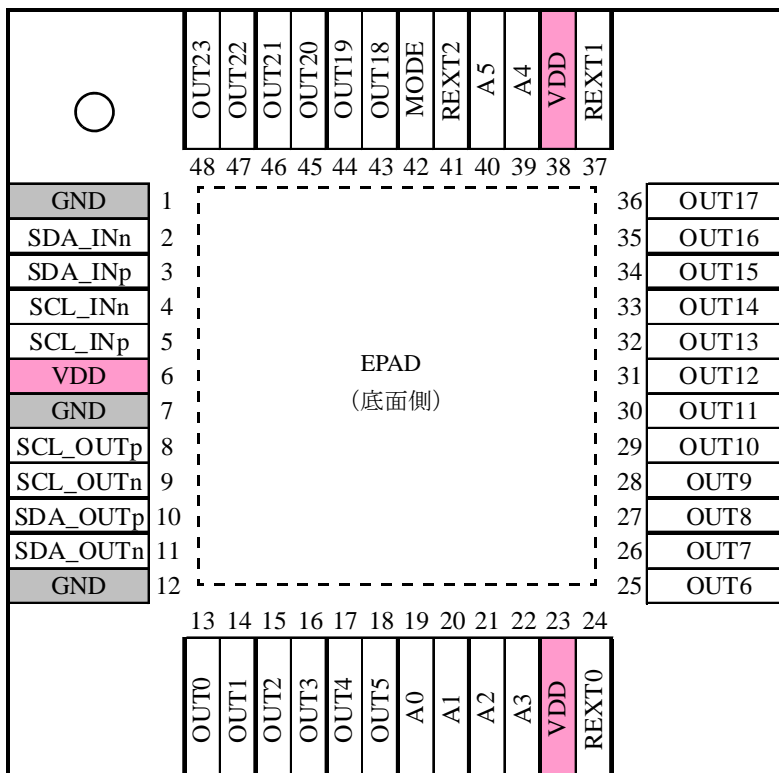 OUT23 OUT22 OUT21 OUT20 OUT19 OUT18 MODE REXT2 A5 A4 VDD REXT1
48 47 46 45 44 43 42 41 40 39 38 37
GND 1
SDA_INn 2
SDA_INp 3
SCL_INn 4
SCL_INp 5
VDD 6
GND 7
SCL_OUTp 8
SCL_OUTn 9
SDA_OUTp 10
SDA_OUTn 11
GND 12
EPAD
(底面側)
36 OUT17
35 OUT16
34 OUT15
33 OUT14
32 OUT13
31 OUT12
30 OUT11
29 OUT10
28 OUT9
27 OUT8
26 OUT7
25 OUT6
13 14 15 16 17 18 19 20 21 22 23 24
OUT0 OUT1 OUT2 OUT3 OUT4 OUT5 A0 A1 A2 A3 VDD REXT0